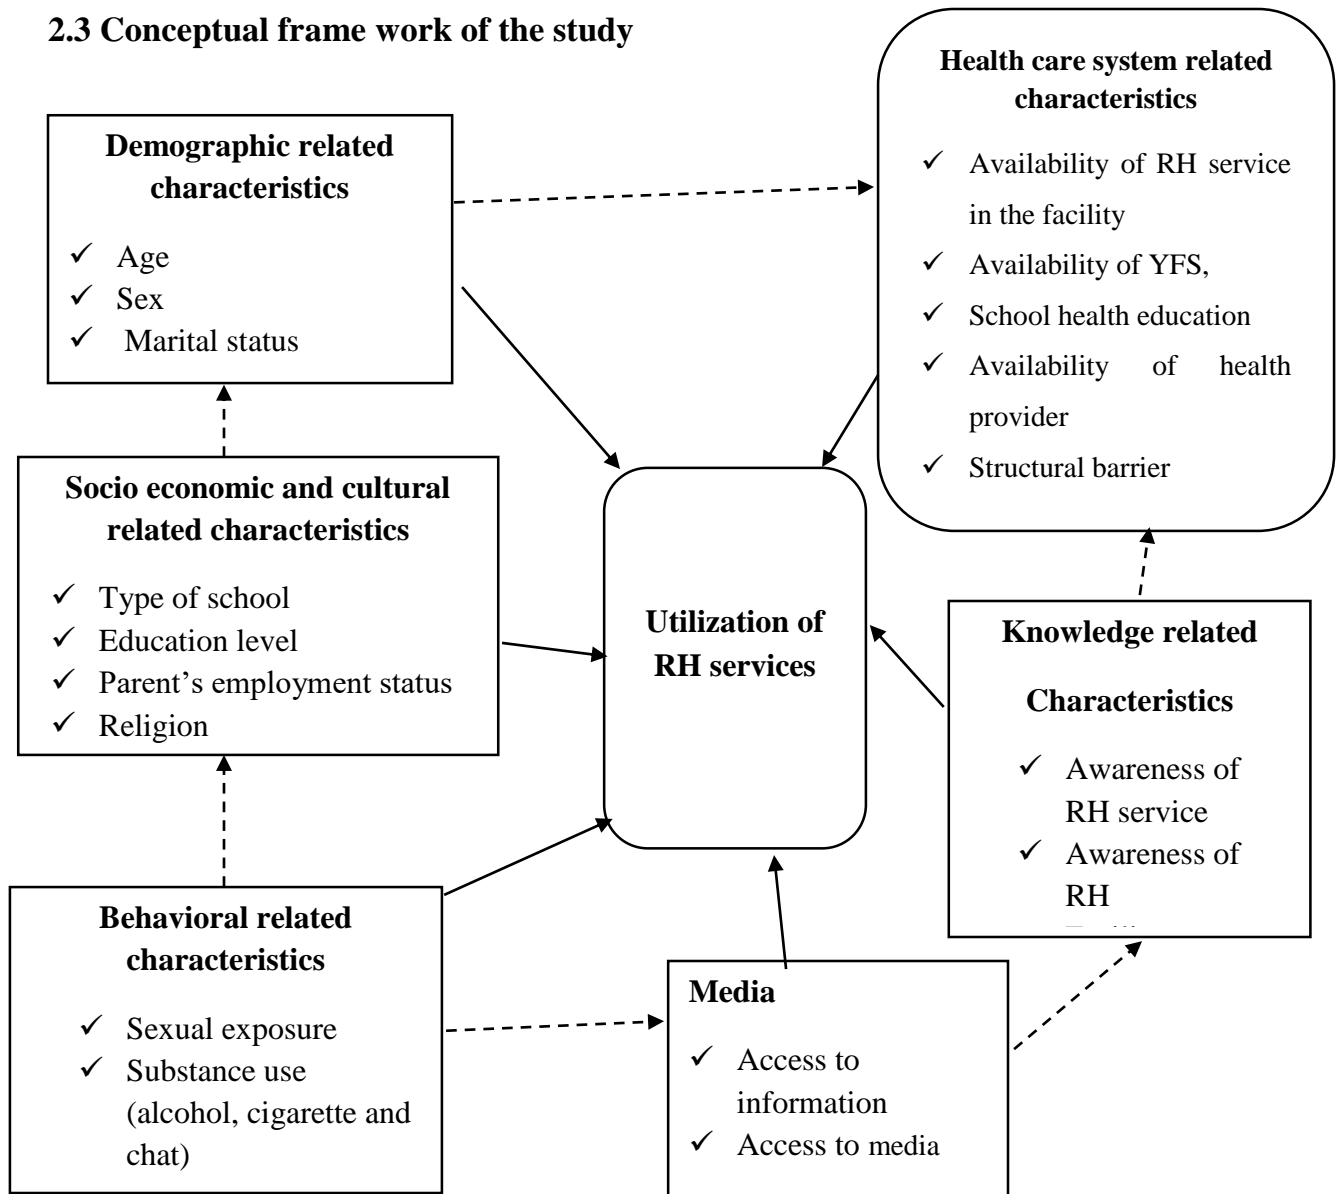 2.3 Conceptual frame work of the study
Health care system related
characteristics
✓ Availability of RH service
in the facility
✓ Availability of YFS,
✓ School health education
✓ Availability of health
provider
✓ Structural barrier
Demographic related
characteristics
✓ Age
✓ Sex
✓ Marital status
Socio economic and cultural
related characteristics
✓ Type of school
✓ Education level
✓ Parent’s employment status
✓ Religion
Utilization of
RH services
Knowledge related
Characteristics
✓ Awareness of
RH service
✓ Awareness of
RH
Behavioral related
characteristics
✓ Sexual exposure
✓ Substance use
(alcohol, cigarette and
chat)
Media
✓ Access to
information
✓ Access to media